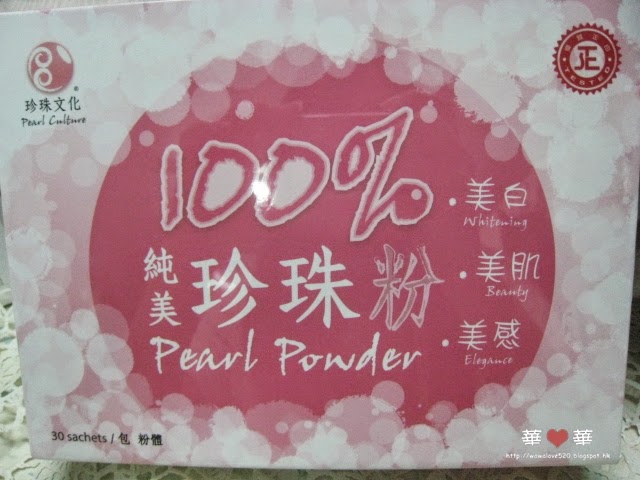 珍珠文化
Pearl Culture
正
TESTED
100%
純美 珍珠粉
Pearl Powder
·美白
Whitening
·美肌
Beauty
·美感
Elegance
30 sachets / 包 粉體
華❤華
http://wowolove520.blogspot.hk